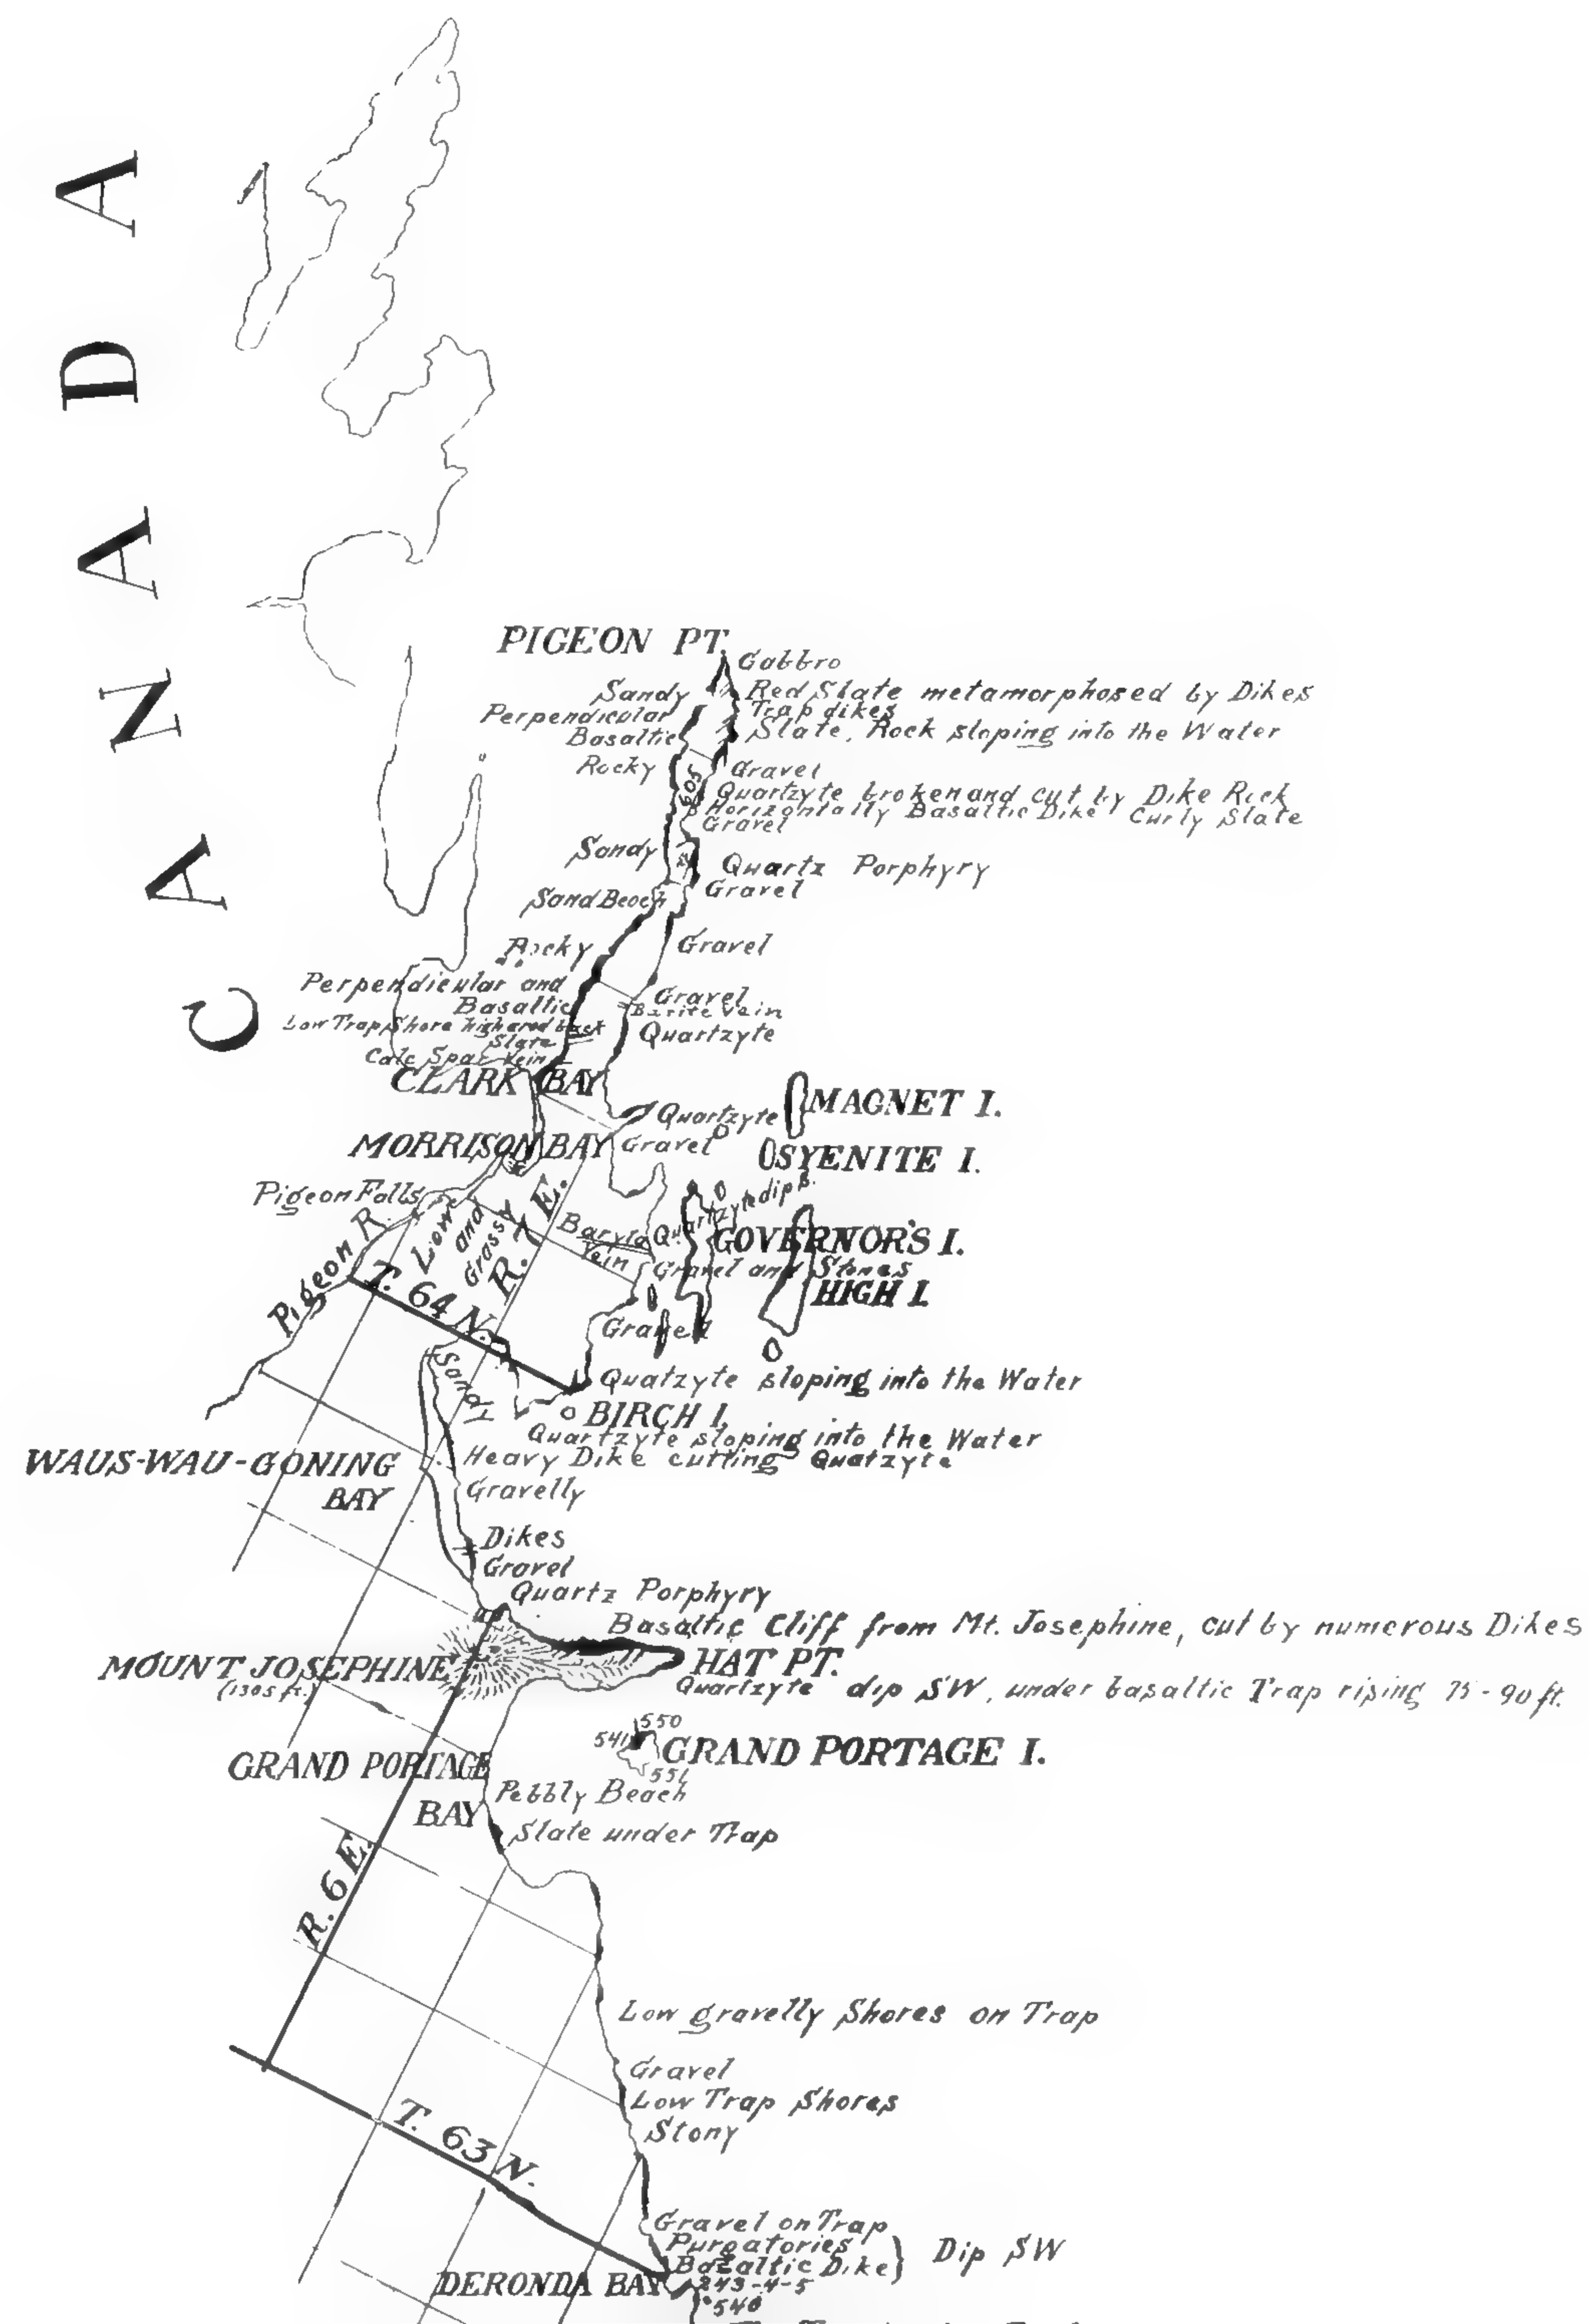 CANADA
PIGEON PT.
Gabbro
Sandy
Red Slate metamorphosed by Dikes
Perpendicular
Trap dikes
Basaltic
Slate, Rock sloping into the Water
Rocky
Gravel
Quartzyte broken and cut by Dike Rock
Horizontally Basaltic Dike Curly Slate
Gravel
Sandy
Quartz Porphyry
Gravel
Sand Beach
Rocky
Gravel
Perpendicular and
Basaltic
Gravel
Barite Vein
Low Trap Shore high and back
Slate
Quartzyte
Calc Spar Vein
CLARK BAY
MAGNET I.
Quartzyte
MORRISON BAY
Gravel
SYENITE I.
Pigeon Falls
Quartzyte dip S.
Low
and
Grassy
R. 7 E.
Baryta
Vein
GOVERNOR'S I.
Gravel and Stones
HIGH I.
Pigeon R.
T. 64 N.
Gravel
Sandy
Quatzyte sloping into the Water
BIRCH I.
Quartzyte sloping into the Water
WAUS-WAU-GONING
BAY
Heavy Dike cutting Quatzyte
Gravelly
Dikes
Gravel
Quartz Porphyry
Basaltic Cliff from Mt. Josephine, cut by numerous Dikes
MOUNT JOSEPHINE
(1305 ft.)
HAT PT.
Quartzyte dip SW, under basaltic Trap rising 75-90 ft.
550
541
551
GRAND PORTAGE I.
GRAND PORTAGE
BAY
Pebbly Beach
Slate under Trap
R. 6 E.
Low gravelly Shores on Trap
Gravel
Low Trap Shores
Stony
T. 63 N.
Gravel on Trap
Purgatories
Basaltic Dike} Dip SW
DERONDA BAY
243-4-5
540